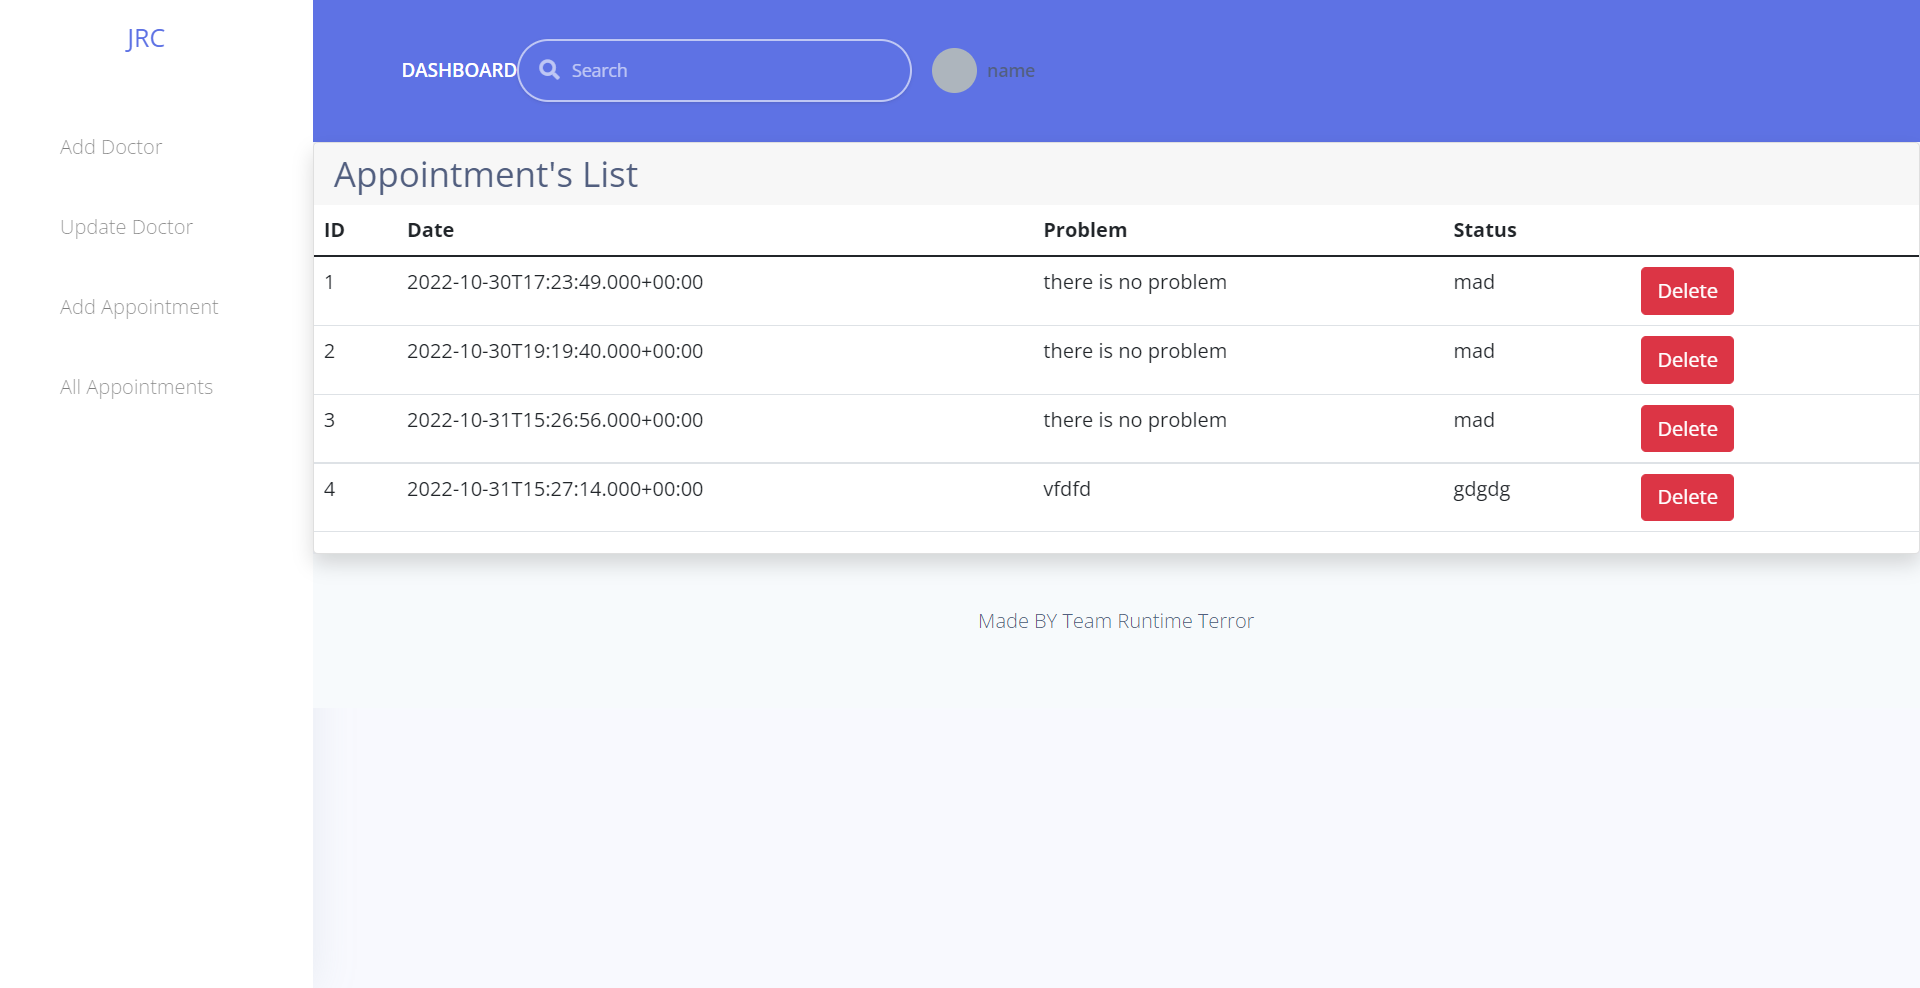 JRC
Add Doctor
Update Doctor
Add Appointment
All Appointments
DASHBOARD Search name
Appointment's List
ID Date Problem Status
1 2022-10-30T17:23:49.000+00:00 there is no problem mad Delete
2 2022-10-30T19:19:40.000+00:00 there is no problem mad Delete
3 2022-10-31T15:26:56.000+00:00 there is no problem mad Delete
4 2022-10-31T15:27:14.000+00:00 vfdfd gdgdg Delete
Made BY Team Runtime Terror